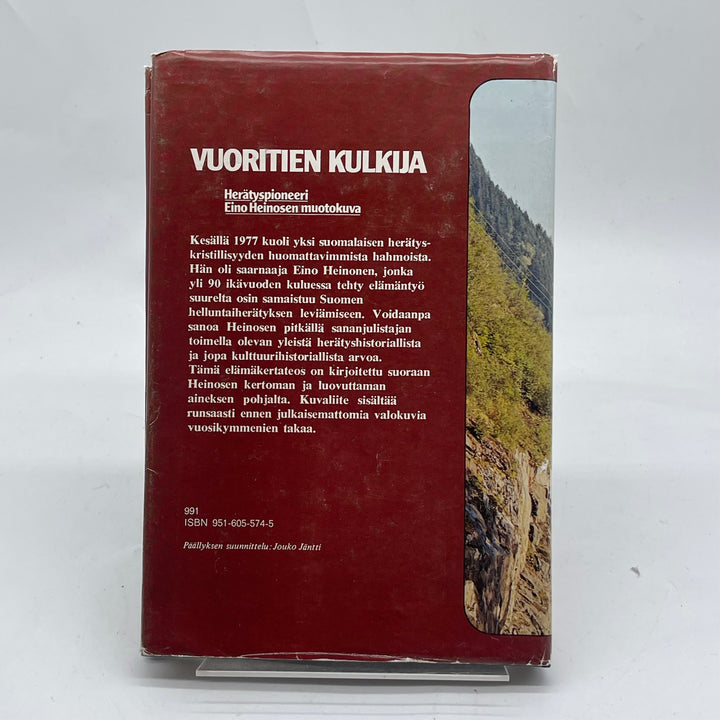 VUORITIEN KULKIJA
Herätyspioneeri
Eino Heinosen muotokuva
Kesällä 1977 kuoli yksi suomalaisen herätys-
kristillisyyden huomattavimmista hahmoista.
Hän oli saarnaaja Eino Heinonen, jonka
yli 90 ikävuoden kuluessa tehty elämäntyö
suurelta osin samaistuu Suomen
helluntaiherätyksen leviämiseen. Voidaanpa
sanoa Heinosen pitkällä sananjulistajan
toimella olevan yleistä herätyshistoriallista
ja jopa kulttuurihistoriallista arvoa.
Tämä elämäkertateos on kirjoitettu suoraan
Heinosen kertoman ja luovuttaman
aineksen pohjalta. Kuvaliite sisältää
runsaasti ennen julkaisemattomia valokuvia
vuosikymmenien takaa.
991
ISBN 951-605-574-5
Päällyksen suunnittelu: Jouko Jäntti